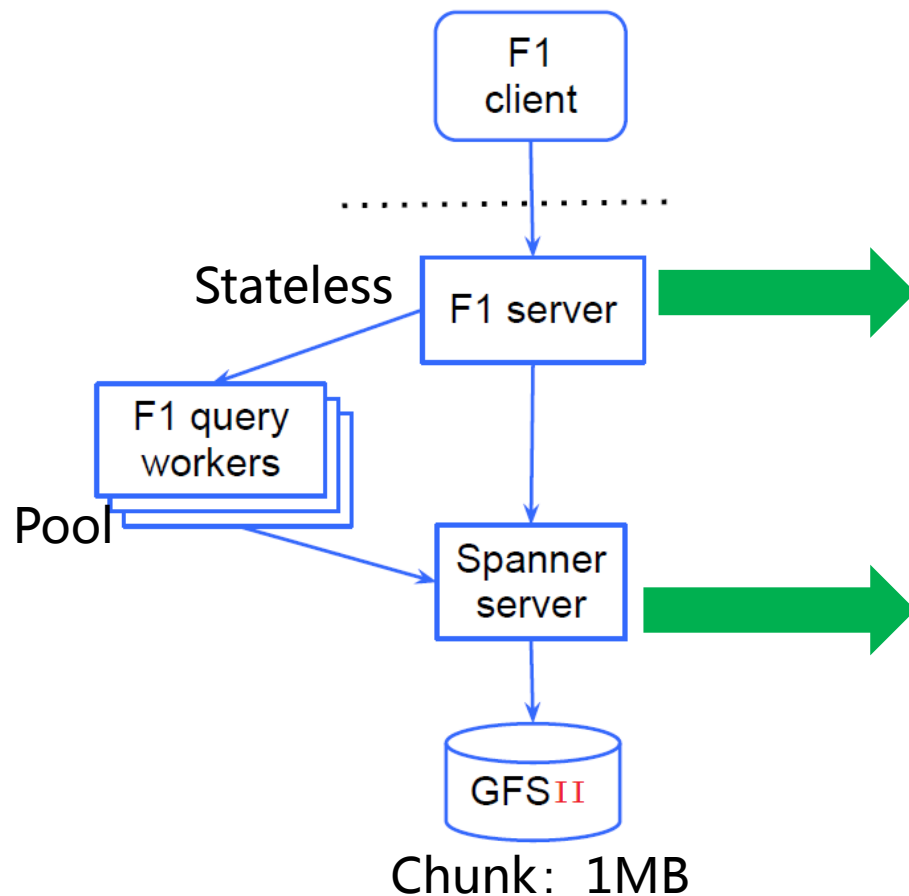 F1
client
Stateless
F1 server
F1 query
workers
Pool
Spanner
server
GFSII
Chunk: 1MB